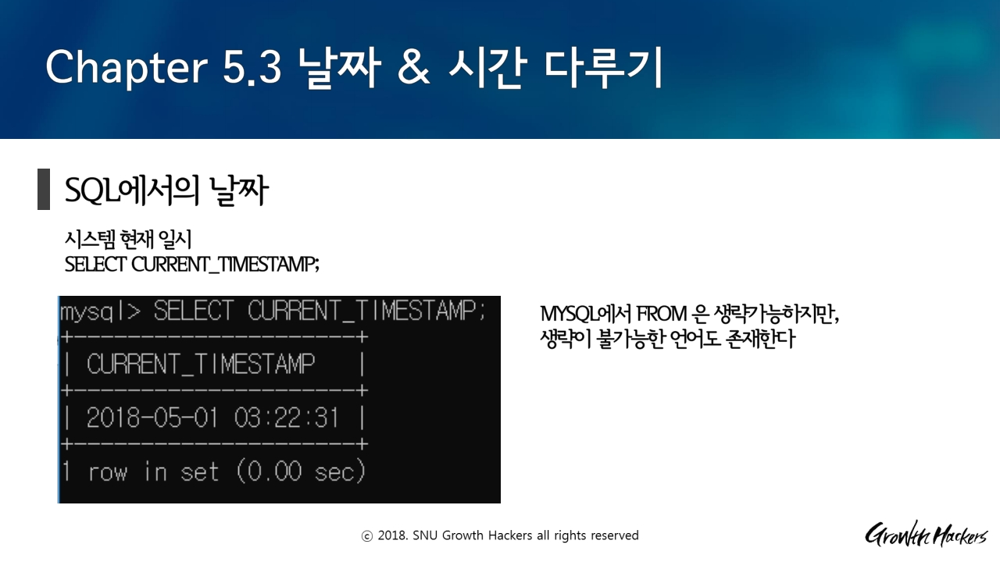 Chapter 5.3 날짜 & 시간 다루기
SQL에서의 날짜
시스템 현재 일시
SELECT CURRENT_TIMESTAMP;
mysql> SELECT CURRENT_TIMESTAMP;
+---------------------+
| CURRENT_TIMESTAMP   |
+---------------------+
| 2018-05-01 03:22:31 |
+---------------------+
1 row in set (0.00 sec)
MYSQL에서 FROM 은 생략가능하지만,
생략이 불가능한 언어도 존재한다
ⓒ 2018. SNU Growth Hackers all rights reserved
Growth Hackers